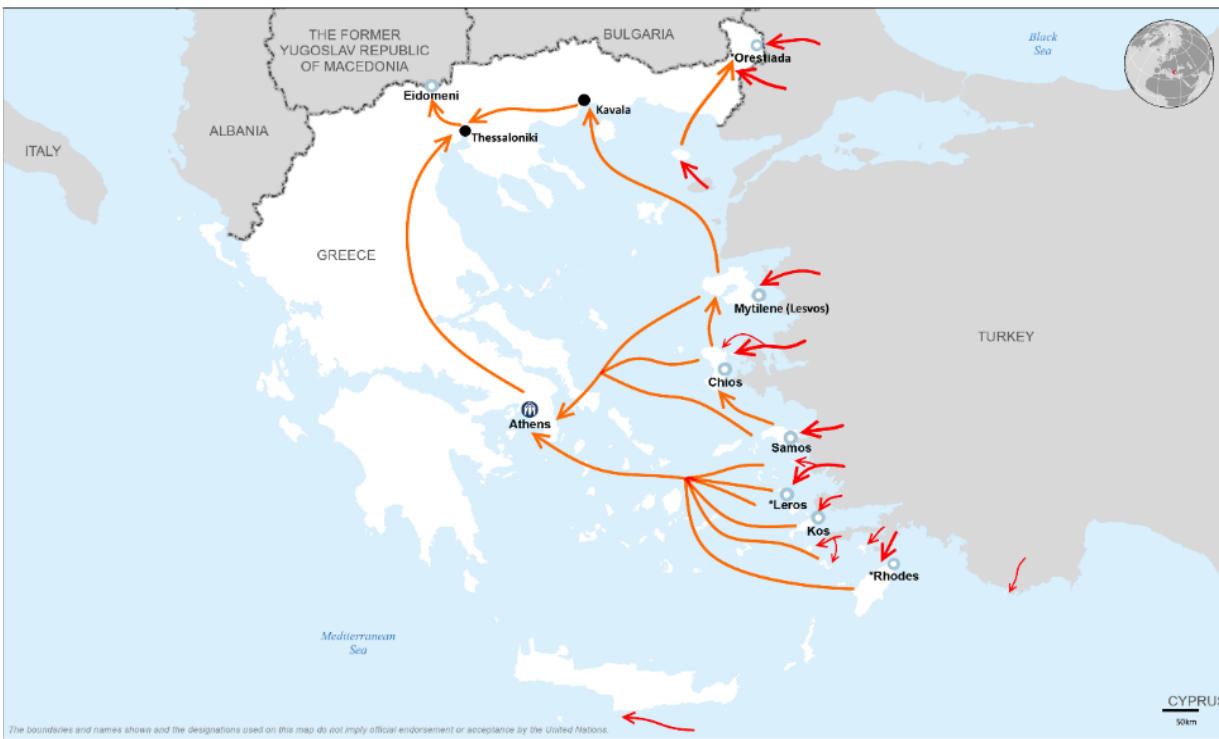 THE FORMER
YUGOSLAV REPUBLIC
OF MACEDONIA
BULGARIA
Black
Sea
*Orestiada
Eidomeni
Kavala
Thessaloniki
ALBANIA
ITALY
GREECE
Mytilene (Lesvos)
TURKEY
Chios
Athens
Samos
*Leros
Kos
*Rhodes
Mediterranean
Sea
CYPRUS
50km
The boundaries and names shown and the designations used on this map do not imply official endorsement or acceptance by the United Nations.